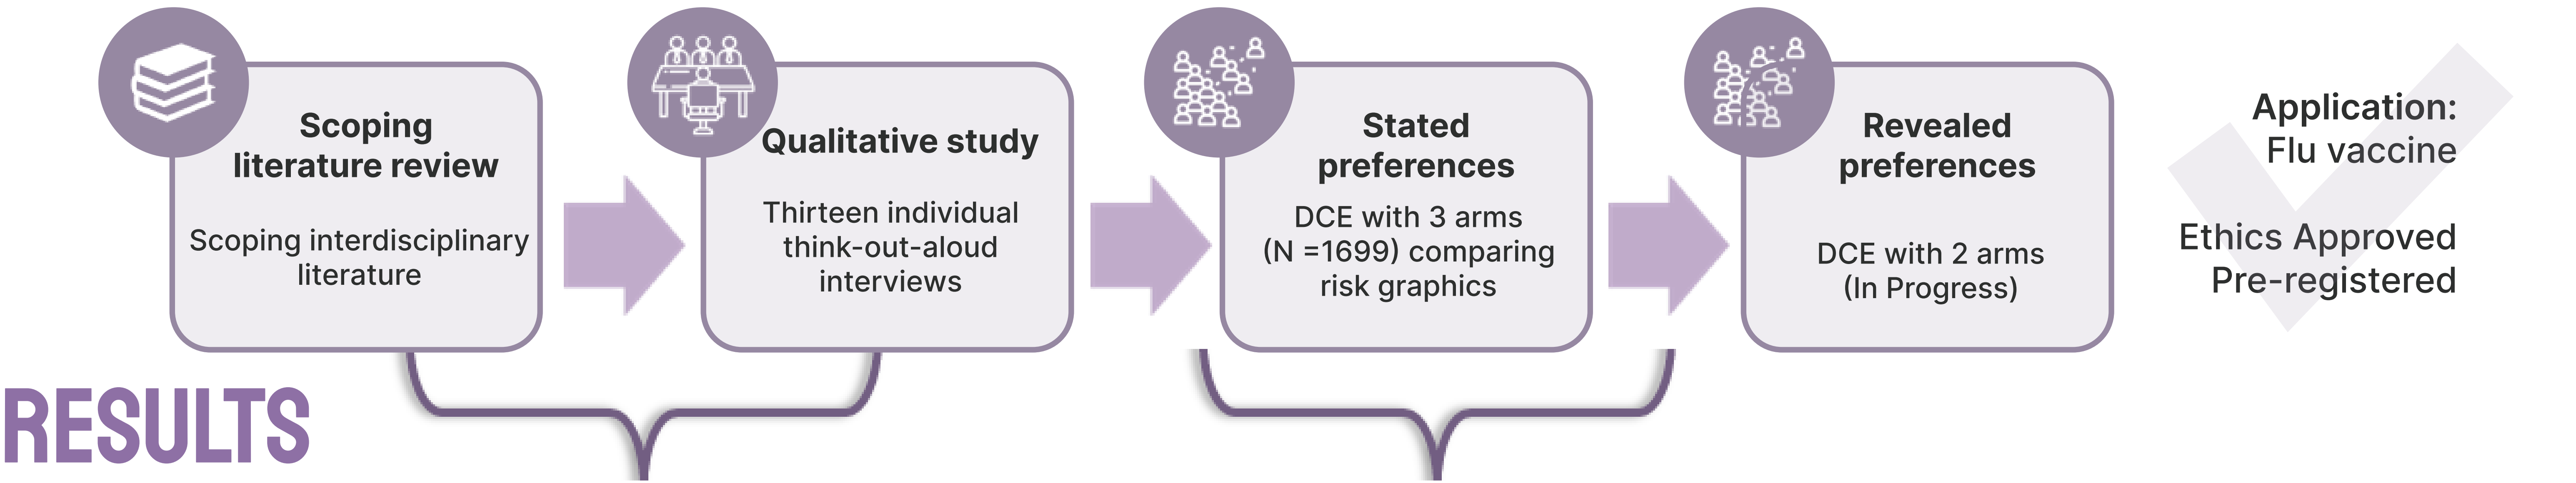 Scoping
literature review
Scoping interdisciplinary
literature
Qualitative study
Thirteen individual
think-out-aloud
interviews
Stated
preferences
DCE with 3 arms
(N =1699) comparing
risk graphics
Revealed
preferences
DCE with 2 arms
(In Progress)
Application:
Flu vaccine
Ethics Approved
Pre-registered
RESULTS